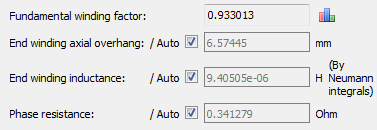 Fundamental winding factor: 0.933013
End winding axial overhang: / Auto 6.57445 mm
End winding inductance: / Auto 9.40505e-06 H (By Neumann integrals)
Phase resistance: / Auto 0.341279 Ohm